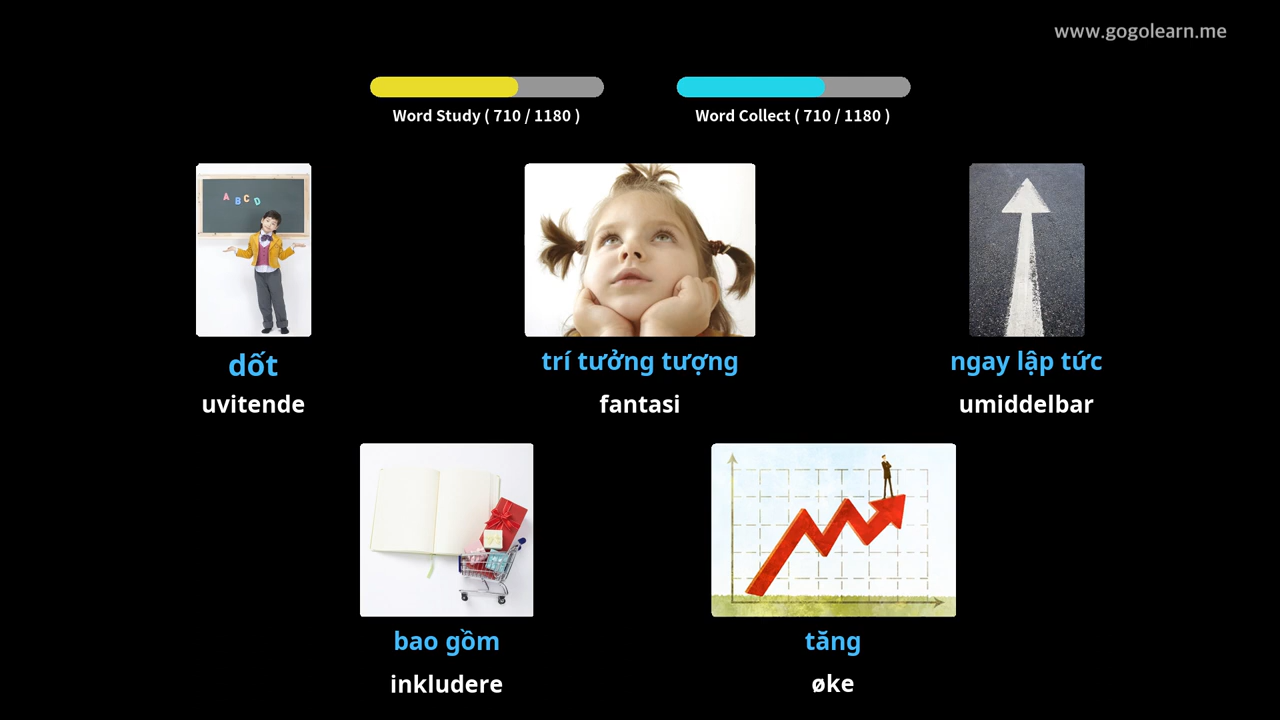 www.gogolearn.me
Word Study ( 710 / 1180 )
Word Collect ( 710 / 1180 )
A B C D
dốt
trí tưởng tượng
ngay lập tức
uvitende
fantasi
umiddelbar
bao gồm
tăng
inkludere
øke